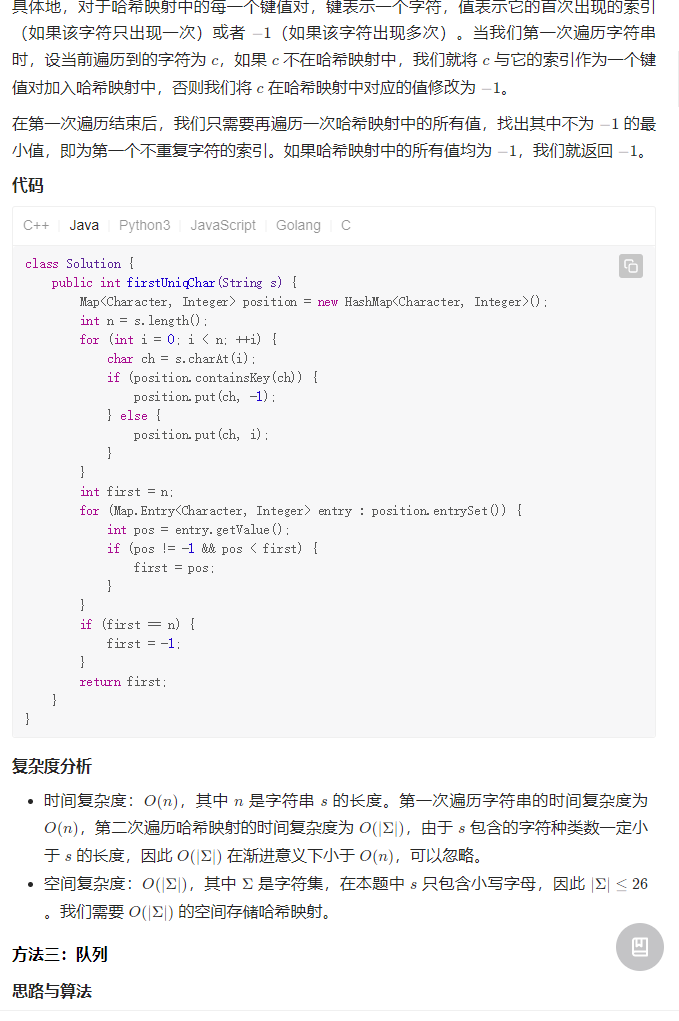 具体地，对于哈希映射中的每一个键值对，键表示一个字符，值表示它的首次出现的索引
（如果该字符只出现一次）或者 −1（如果该字符出现多次）。当我们第一次遍历字符串
时，设当前遍历到的字符为 c，如果 c 不在哈希映射中，我们就将 c 与它的索引作为一个键
值对加入哈希映射中，否则我们将 c 在哈希映射中对应的值修改为 −1。
在第一次遍历结束后，我们只需要再遍历一次哈希映射中的所有值，找出其中不为 −1 的最
小值，即为第一个不重复字符的索引。如果哈希映射中的所有值均为 −1，我们就返回 −1。
代码
C++ Java Python3 JavaScript Golang C
class Solution {
    public int firstUniqChar(String s) {
        Map<Character, Integer> position = new HashMap<Character, Integer>();
        int n = s.length();
        for (int i = 0; i < n; ++i) {
            char ch = s.charAt(i);
            if (position.containsKey(ch)) {
                position.put(ch, -1);
            } else {
                position.put(ch, i);
            }
        }
        int first = n;
        for (Map.Entry<Character, Integer> entry : position.entrySet()) {
            int pos = entry.getValue();
            if (pos != -1 && pos < first) {
                first = pos;
            }
        }
        if (first == n) {
            first = -1;
        }
        return first;
    }
}
复杂度分析
• 时间复杂度：O(n)，其中 n 是字符串 s 的长度。第一次遍历字符串的时间复杂度为
O(n)，第二次遍历哈希映射的时间复杂度为 O(|Σ|)，由于 s 包含的字符种类数一定小
于 s 的长度，因此 O(|Σ|) 在渐进意义下小于 O(n)，可以忽略。
• 空间复杂度：O(|Σ|)，其中 Σ 是字符集，在本题中 s 只包含小写字母，因此 |Σ| ≤ 26
。我们需要 O(|Σ|) 的空间存储哈希映射。
方法三：队列
思路与算法